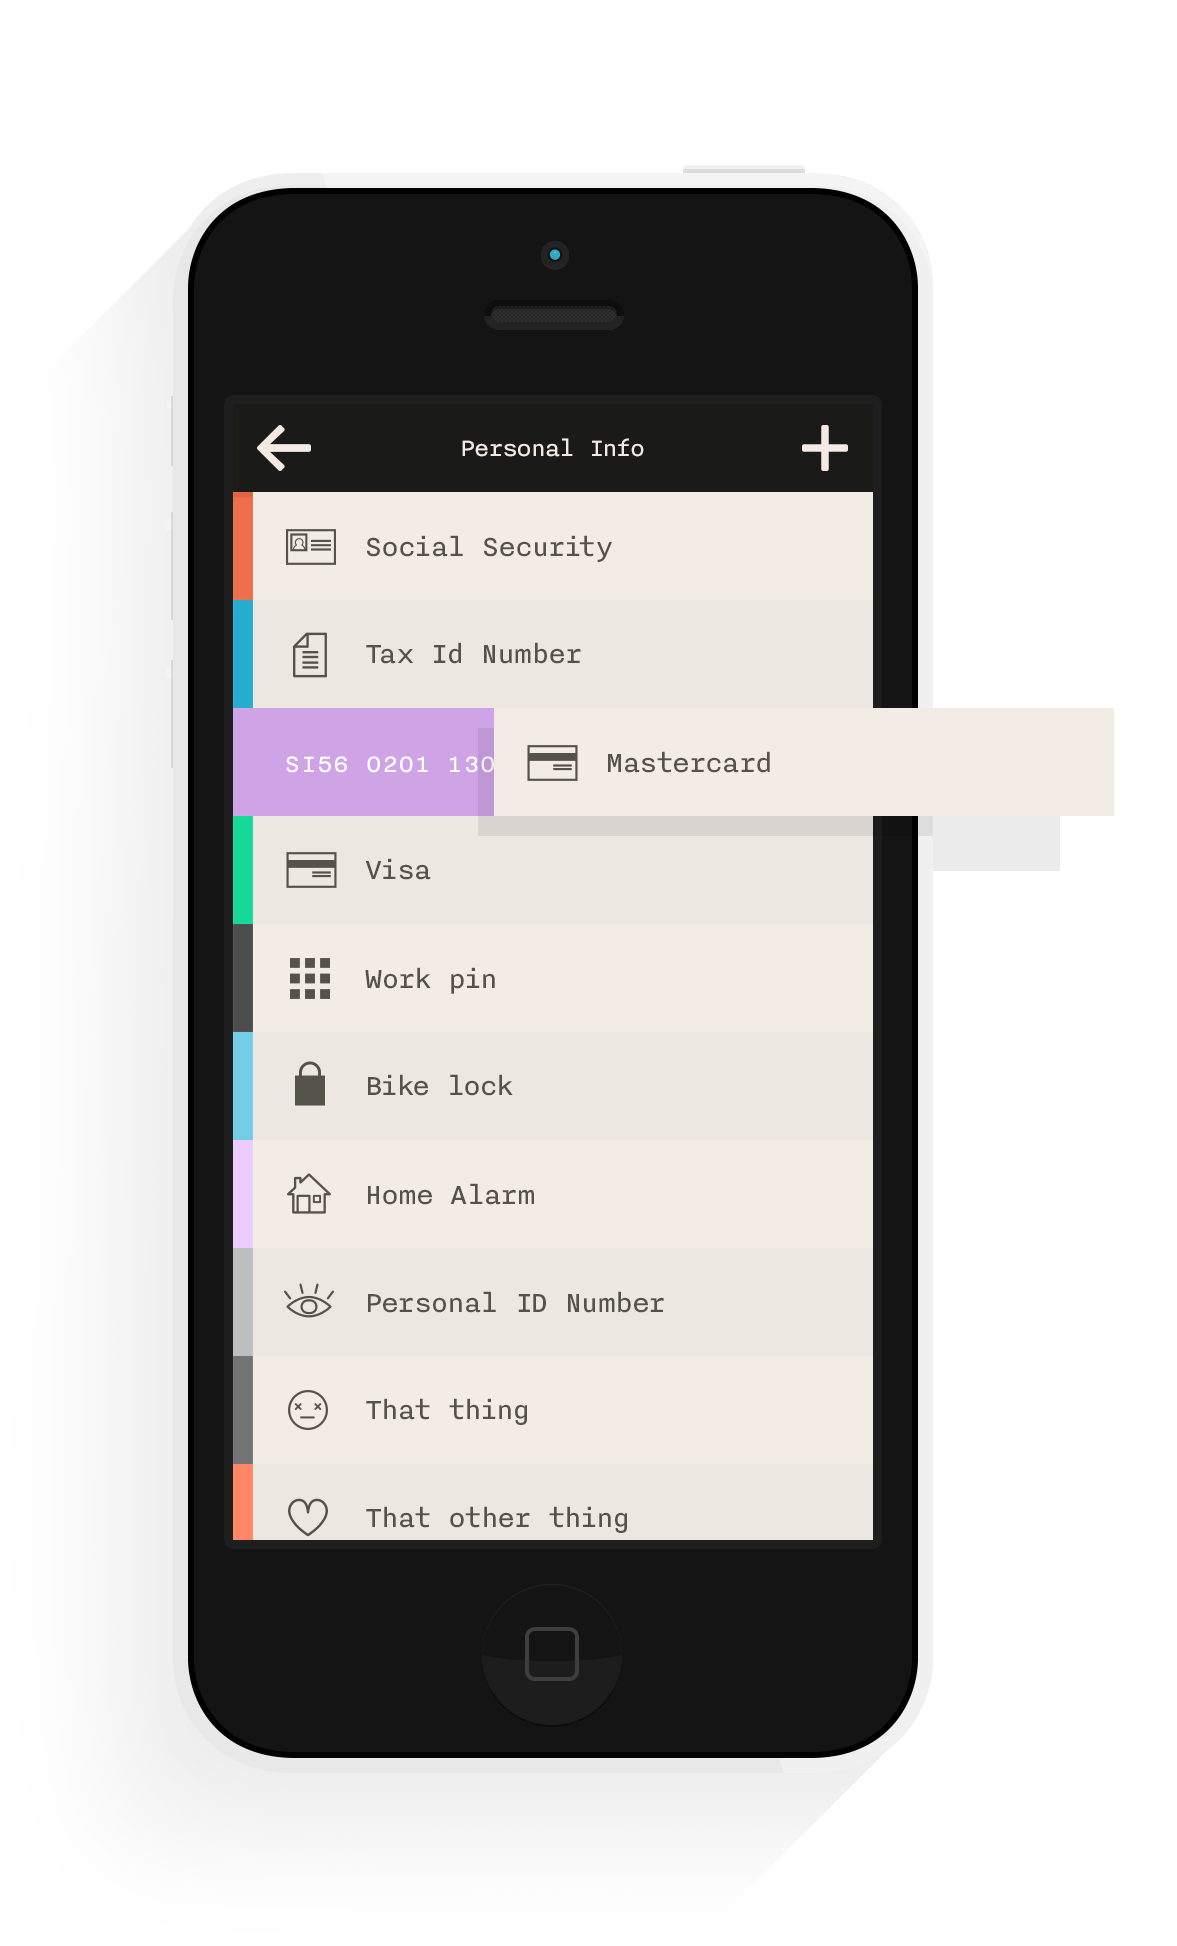 Personal Info
Social Security
Tax Id Number
SI56 0201 130
Mastercard
Visa
Work pin
Bike lock
Home Alarm
Personal ID Number
That thing
That other thing